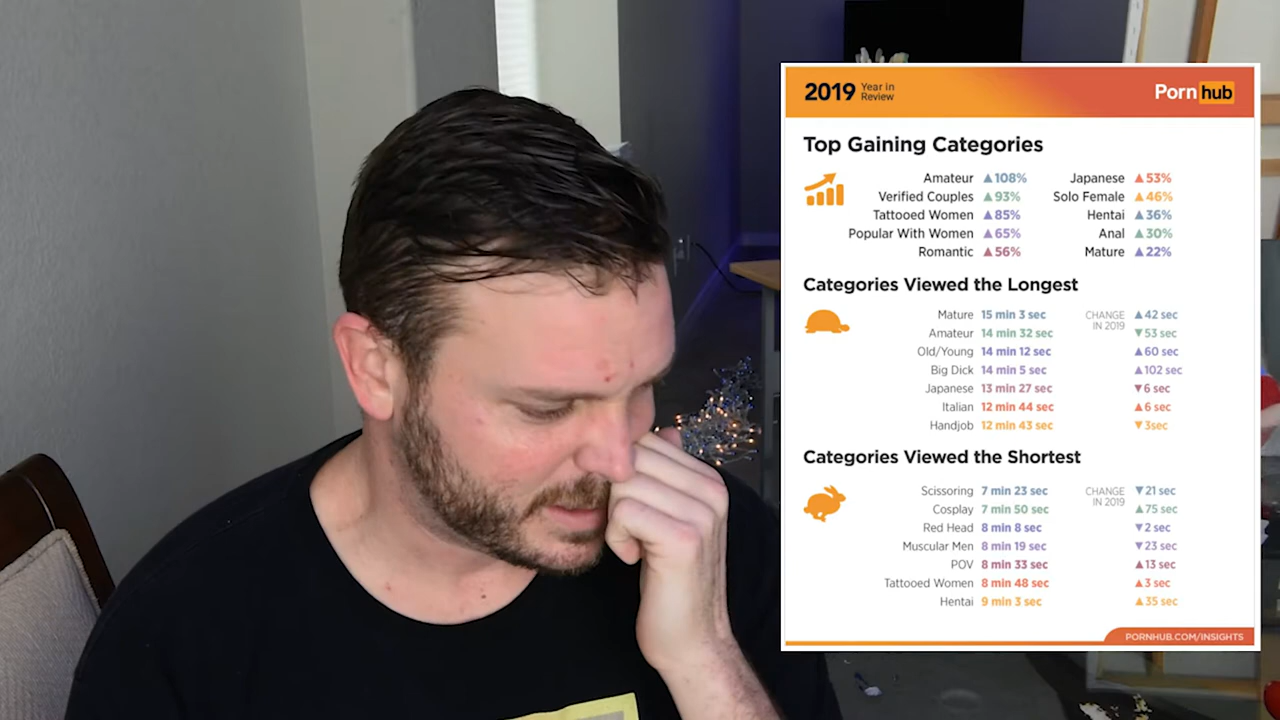 2019 Year in Review Pornhub
Top Gaining Categories
Amateur ▲108% Japanese ▲53%
Verified Couples ▲93% Solo Female ▲46%
Tattooed Women ▲85% Hentai ▲36%
Popular With Women ▲65% Anal ▲30%
Romantic ▲56% Mature ▲22%
Categories Viewed the Longest
Mature 15 min 3 sec CHANGE IN 2019 ▲42 sec
Amateur 14 min 32 sec ▼53 sec
Old/Young 14 min 12 sec ▲60 sec
Big Dick 14 min 5 sec ▲102 sec
Japanese 13 min 27 sec ▼6 sec
Italian 12 min 44 sec ▲6 sec
Handjob 12 min 43 sec ▼3sec
Categories Viewed the Shortest
Scissoring 7 min 23 sec CHANGE IN 2019 ▼21 sec
Cosplay 7 min 50 sec ▲75 sec
Red Head 8 min 8 sec ▼2 sec
Muscular Men 8 min 19 sec ▼23 sec
POV 8 min 33 sec ▲13 sec
Tattooed Women 8 min 48 sec ▲3 sec
Hentai 9 min 3 sec ▲35 sec
PORNHUB.COM/INSIGHTS